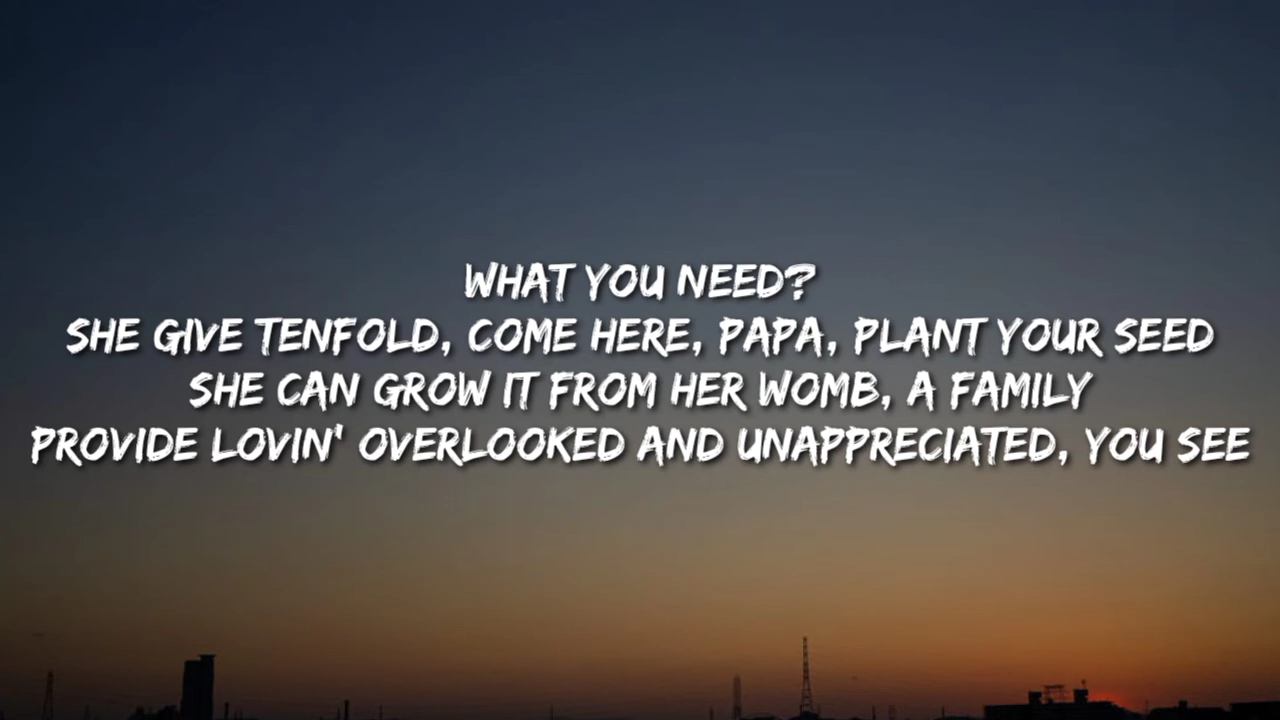 WHAT YOU NEED?
SHE GIVE TENFOLD, COME HERE, PAPA, PLANT YOUR SEED
SHE CAN GROW IT FROM HER WOMB, A FAMILY
PROVIDE LOVIN' OVERLOOKED AND UNAPPRECIATED, YOU SEE